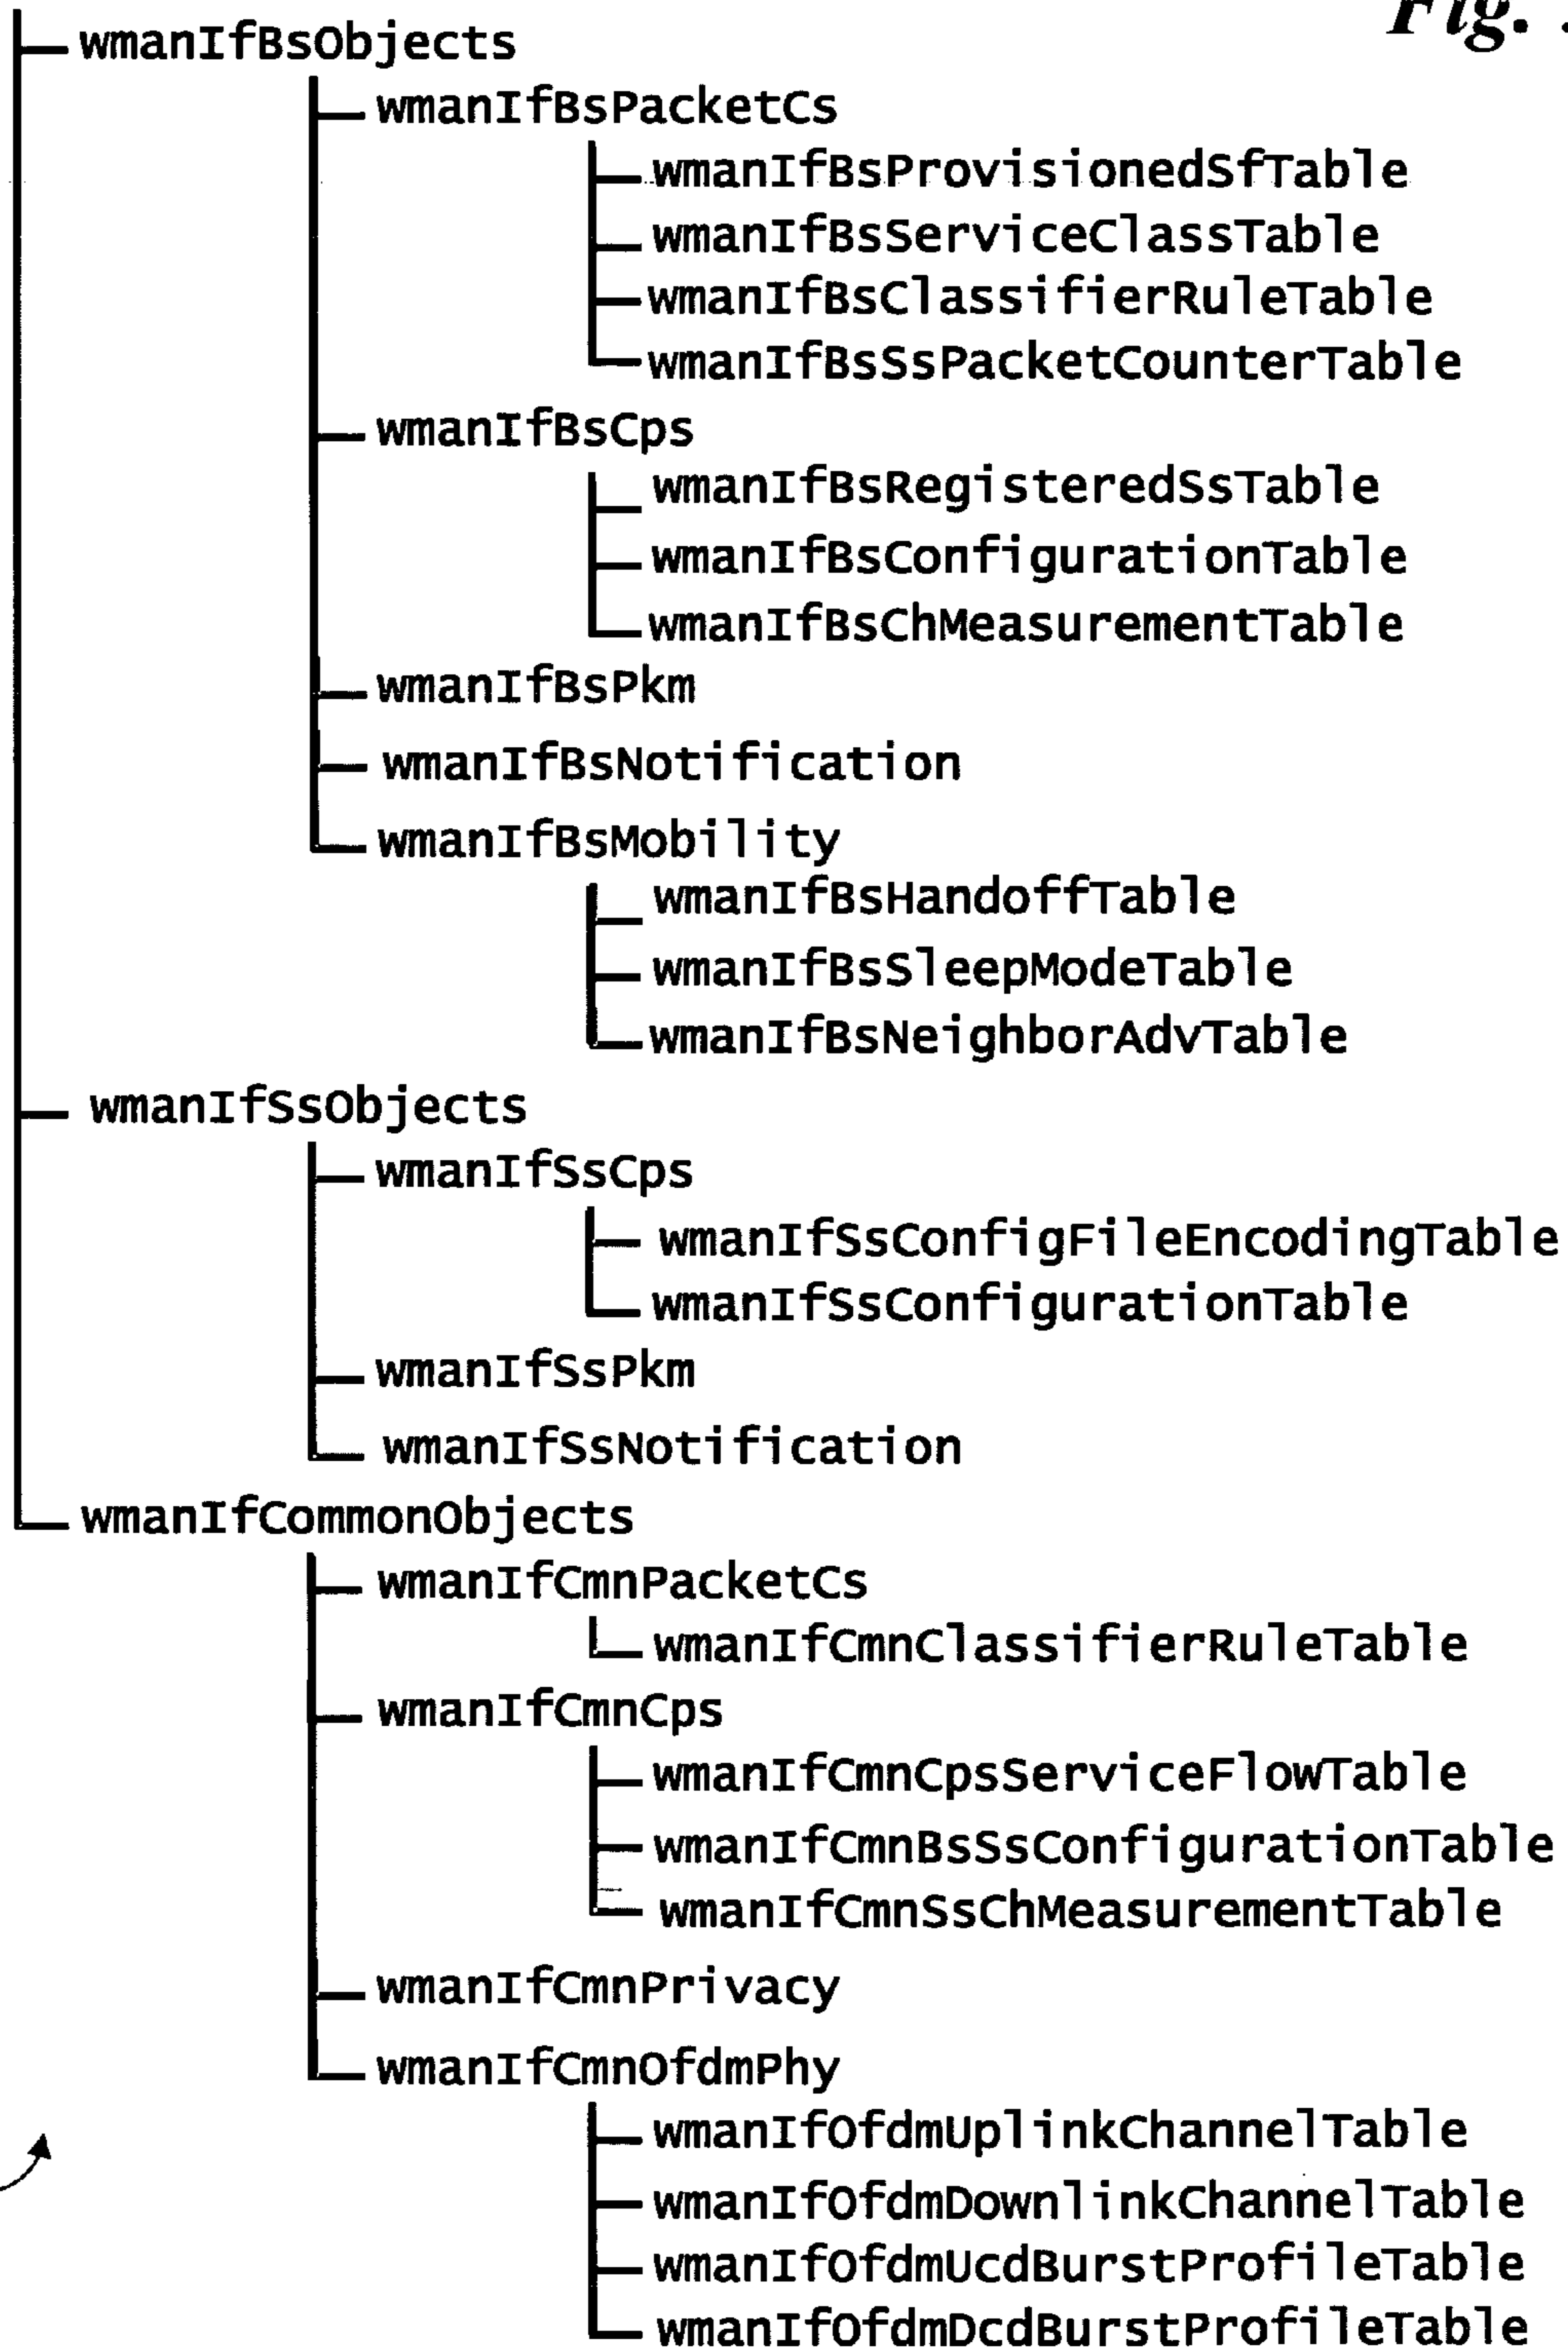 Fig.
wmanIfBsObjects
wmanIfBsPacketCs
wmanIfBsProvisionedSfTable
wmanIfBsServiceClassTable
wmanIfBsClassifierRuleTable
wmanIfBsSsPacketCounterTable
wmanIfBsCps
wmanIfBsRegisteredSsTable
wmanIfBsConfigurationTable
wmanIfBsChMeasurementTable
wmanIfBsPkm
wmanIfBsNotification
wmanIfBsMobility
wmanIfBsHandoffTable
wmanIfBsSleepModeTable
wmanIfBsNeighborAdvTable
wmanIfSsObjects
wmanIfSsCps
wmanIfSsConfigFileEncodingTable
wmanIfSsConfigurationTable
wmanIfSsPkm
wmanIfSsNotification
wmanIfCommonObjects
wmanIfCmnPacketCs
wmanIfCmnClassifierRuleTable
wmanIfCmnCps
wmanIfCmnCpsServiceFlowTable
wmanIfCmnBsSsConfigurationTable
wmanIfCmnSsChMeasurementTable
wmanIfCmnPrivacy
wmanIfCmnOfdmPhy
wmanIfOfdmUplinkChannelTable
wmanIfOfdmDownlinkChannelTable
wmanIfOfdmUcdBurstProfileTable
wmanIfOfdmDcdBurstProfileTable